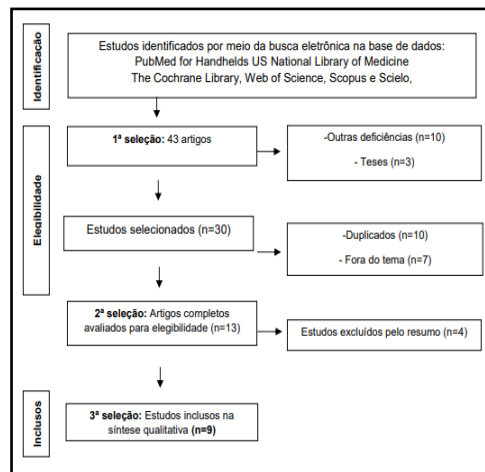 Identificação
Estudos identificados por meio da busca eletrônica na base de dados:
PubMed for Handhelds US National Library of Medicine
The Cochrane Library, Web of Science, Scopus e Scielo,
Elegibilidade
1ª seleção: 43 artigos
-Outras deficiências (n=10)
- Teses (n=3)
Estudos selecionados (n=30)
-Duplicados (n=10)
- Fora do tema (n=7)
2ª seleção: Artigos completos
avaliados para elegibilidade (n=13)
Estudos excluídos pelo resumo (n=4)
Inclusos
3ª seleção: Estudos inclusos na
síntese qualitativa (n=9)